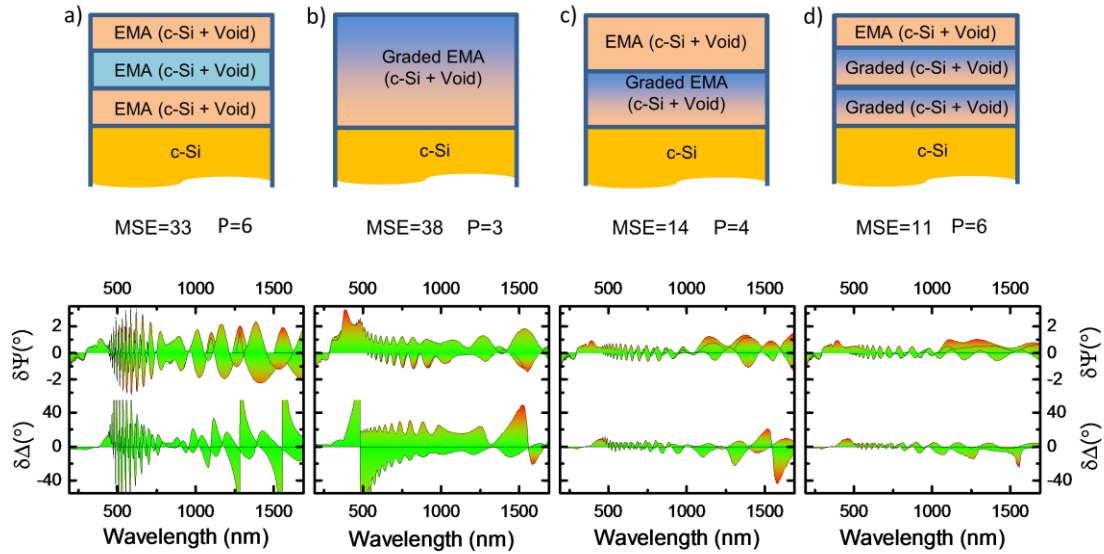 a)
EMA (c-Si + Void)
EMA (c-Si + Void)
EMA (c-Si + Void)
c-Si
MSE=33 P=6
b)
Graded EMA
(c-Si + Void)
c-Si
MSE=38 P=3
c)
EMA (c-Si + Void)
Graded EMA
(c-Si + Void)
c-Si
MSE=14 P=4
d)
EMA (c-Si + Void)
Graded (c-Si + Void)
Graded (c-Si + Void)
c-Si
MSE=11 P=6
500 1000 1500 500 1000 1500 500 1000 1500 500 1000 1500
δΨ(°)
2
0
-2
δΔ(°)
40
0
-40
2
0
-2
δΨ(°)
40
0
-40
δΔ(°)
500 1000 1500 500 1000 1500 500 1000 1500 500 1000 1500
Wavelength (nm) Wavelength (nm) Wavelength (nm) Wavelength (nm)